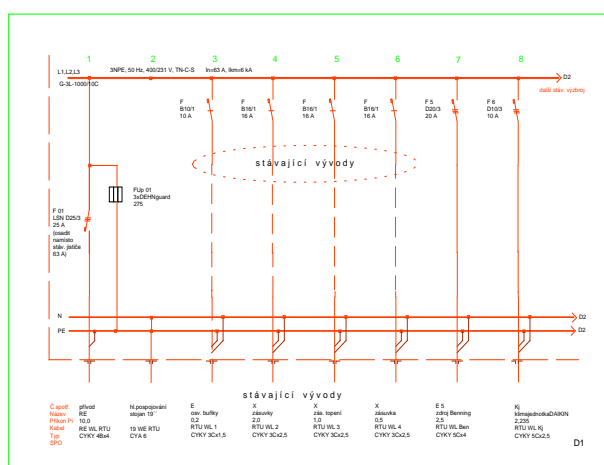 1 2 3 4 5 6 7 8
L1,L2,L3 3NPE, 50 Hz, 400/231 V, TN-C-S In=63 A, Ikm=6 kA D2
G-3L-1000/10C
další stáv. výzbroj
F F F F F 5 F 6
B10/1 B16/1 B16/1 B16/1 D20/3 D10/3
10 A 16 A 16 A 16 A 20 A 10 A
stávající vývody
FUp 01
3xDEHNguard
275
F 01
LSN D25/3
25 A
(osadit
namísto
stáv. jističe
63 A)
N D2
PE D2
stávající vývody
Č.spotř. přívod hl.pospojování E X X X E 5 Kj
Název RE stojan 19'' osv. buňky zásuvky zás. topení zásuvka zdroj Benning klimajednotkaDAIKIN
Příkon Pi 10,0 0,2 2,0 1,0 0,5 2,5 2,235
Kabel RE WL RTU 19 WE RTU RTU WL 1 RTU WL 2 RTU WL 3 RTU WL 4 RTU WL Ben RTU WL Kj
Typ CYKY 4Bx4 CYA 6 CYKY 3Cx1,5 CYKY 3Cx2,5 CYKY 3Cx2,5 CYKY 3Cx2,5 CYKY 5Cx4 CYKY 5Cx2,5
SPO
D1